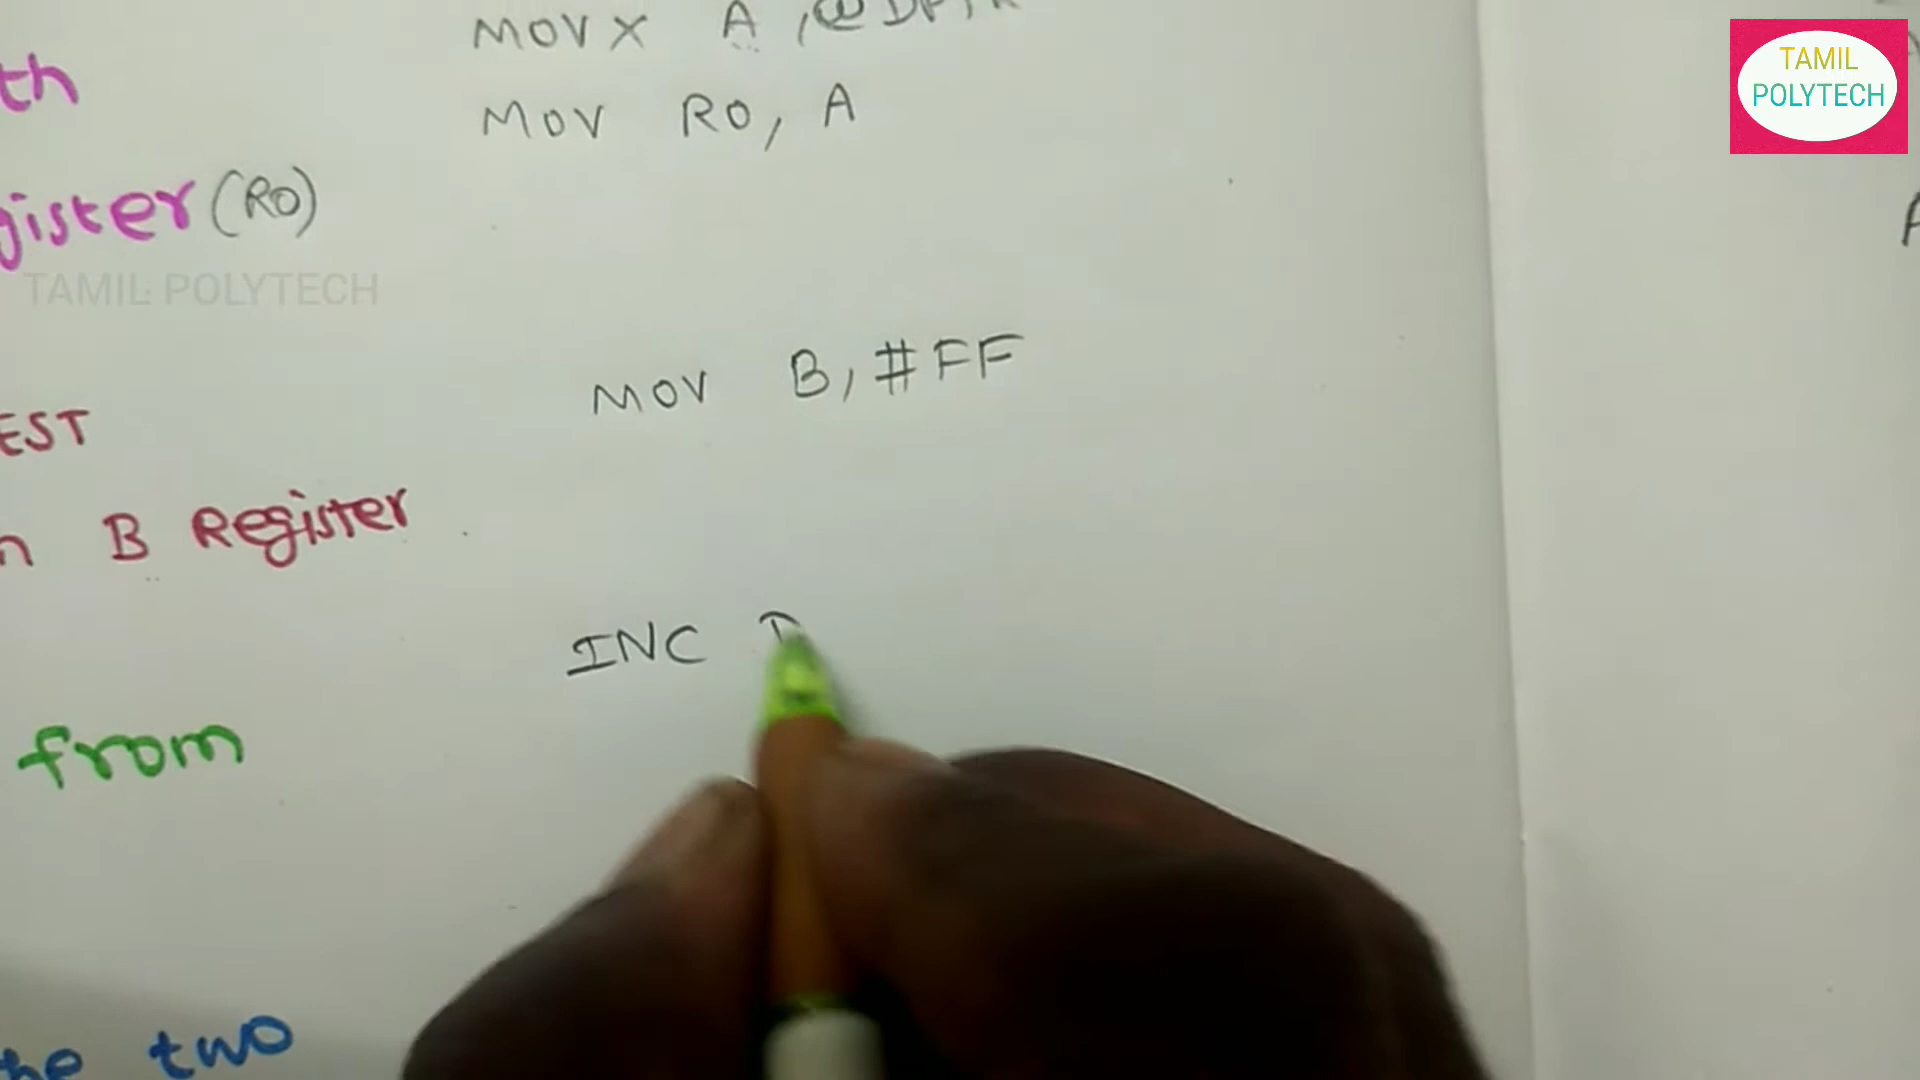 MOVX A,@DPTR
th
MOV R0, A
gister (R0)
TAMIL POLYTECH
MOV B, #FF
EST
n B Register
INC D
from
he two
TAMIL
POLYTECH